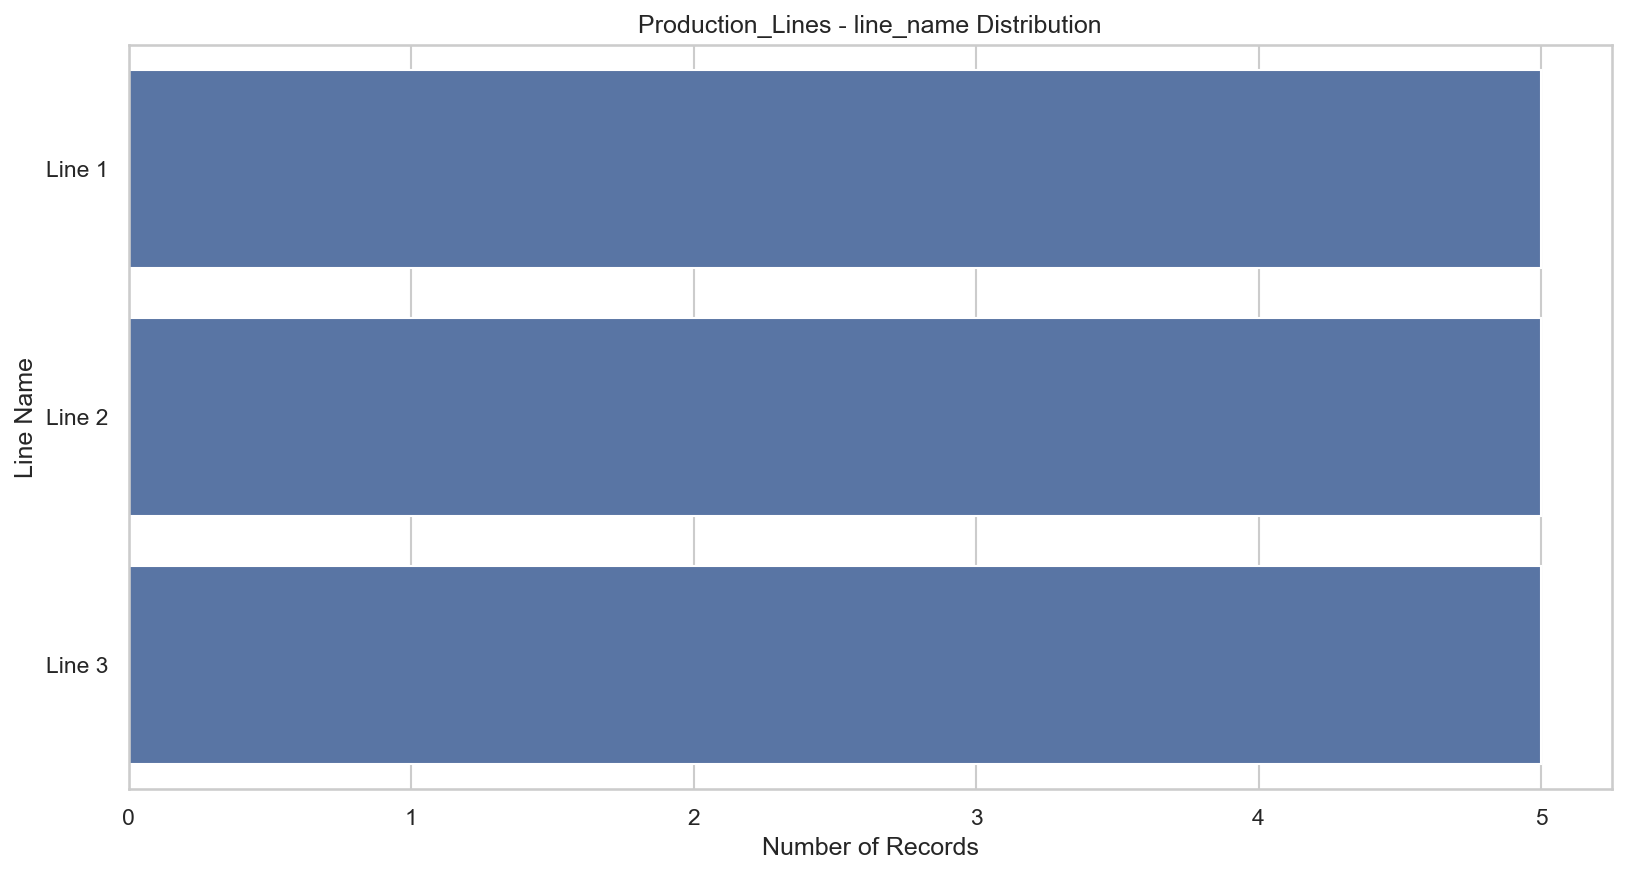 Production_Lines - line_name Distribution
Line Name
Line 1
Line 2
Line 3
0 1 2 3 4 5
Number of Records